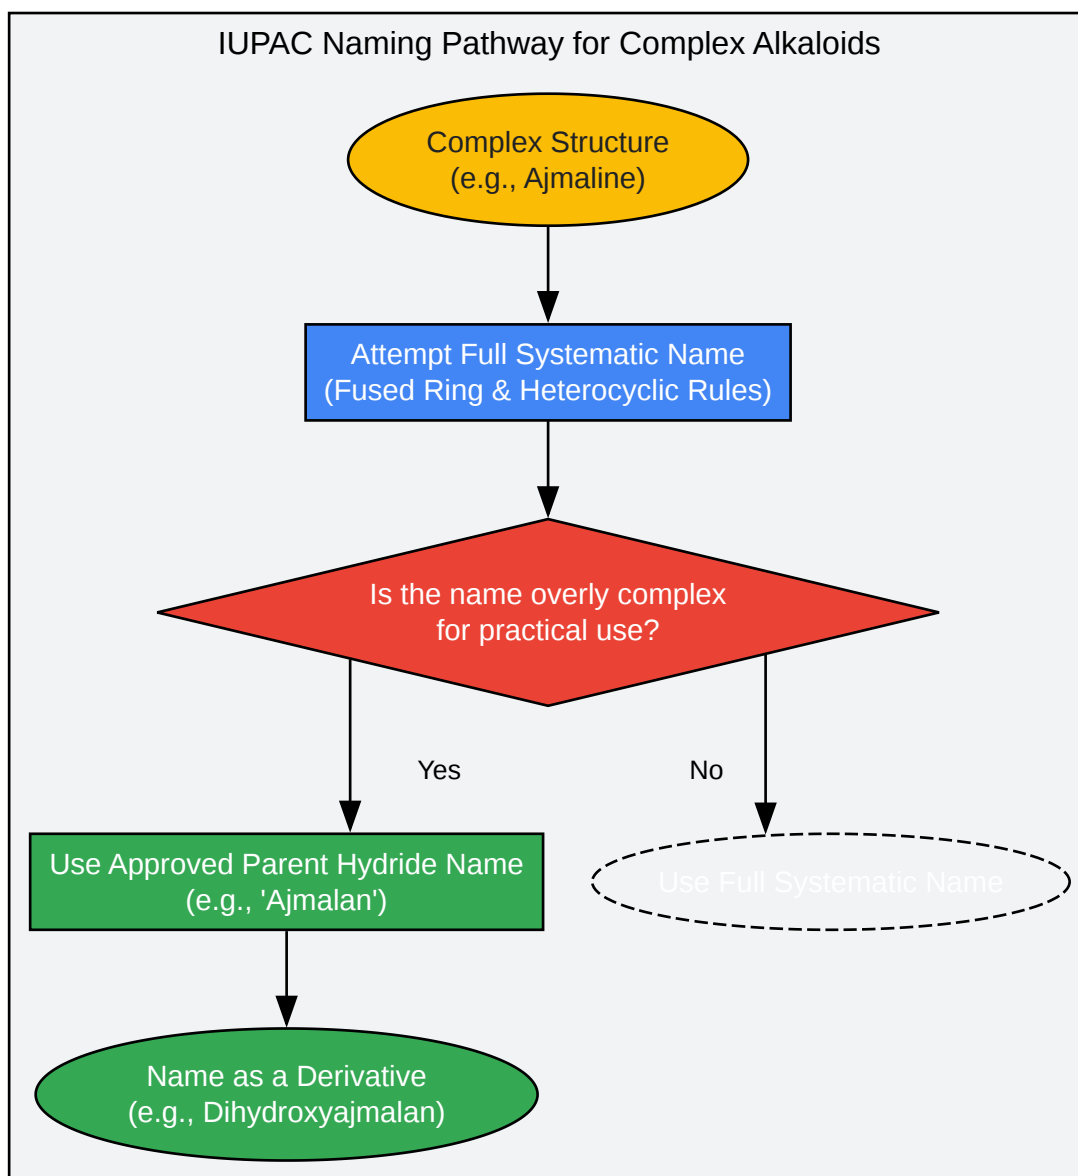 IUPAC Naming Pathway for Complex Alkaloids
Complex Structure
(e.g., Ajmaline)
Attempt Full Systematic Name
(Fused Ring & Heterocyclic Rules)
Is the name overly complex
for practical use?
Yes
No
Use Approved Parent Hydride Name
(e.g., 'Ajmalan')
Use Full Systematic Name
Name as a Derivative
(e.g., Dihydroxyajmalan)